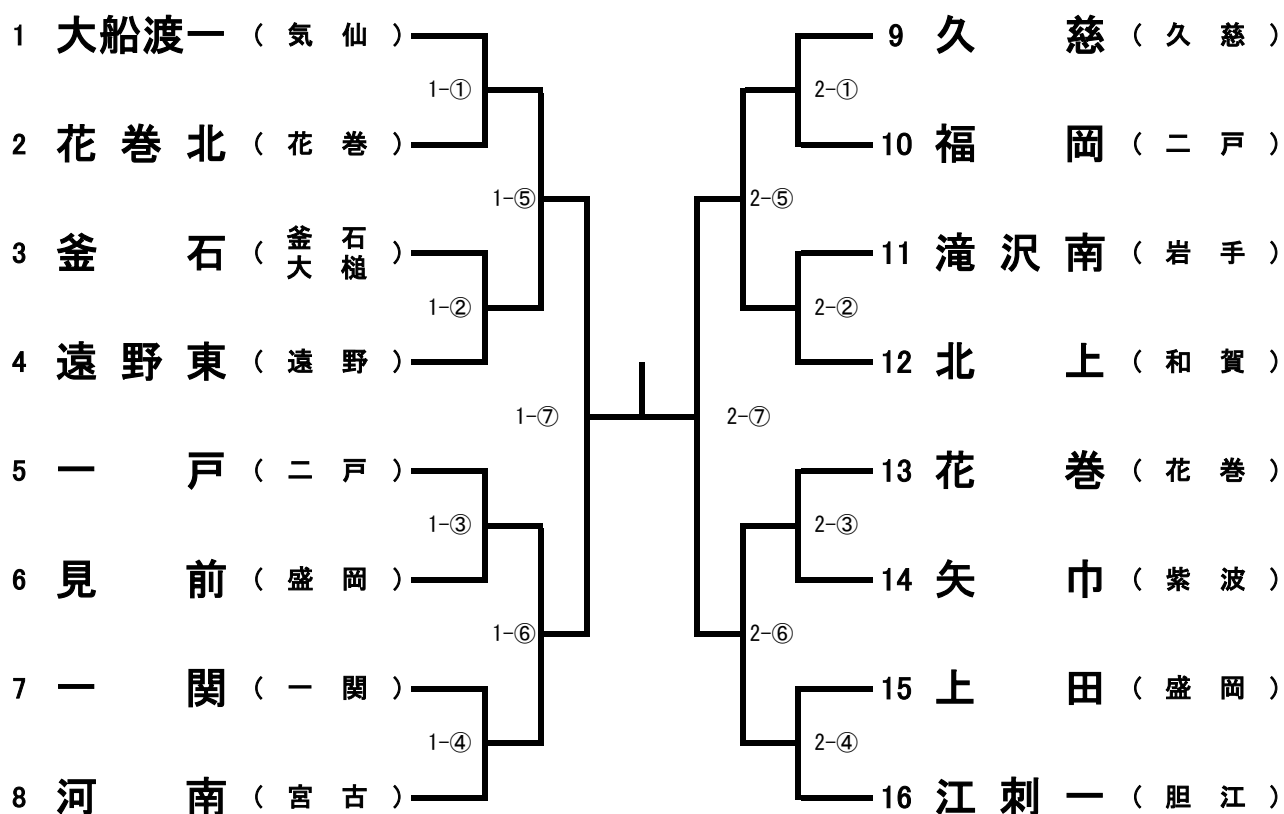 1 大船渡一 ( 気 仙 )
1-①
2 花 巻 北 ( 花 巻 )
1-⑤
3 釜 石 ( 釜 石 大 槌 )
1-②
4 遠 野 東 ( 遠 野 )
1-⑦
5 一 戸 ( 二 戸 )
1-③
6 見 前 ( 盛 岡 )
1-⑥
7 一 関 ( 一 関 )
1-④
8 河 南 ( 宮 古 )
9 久 慈 ( 久 慈 )
2-①
10 福 岡 ( 二 戸 )
2-⑤
11 滝 沢 南 ( 岩 手 )
2-②
12 北 上 ( 和 賀 )
2-⑦
13 花 巻 ( 花 巻 )
2-③
14 矢 巾 ( 紫 波 )
2-⑥
15 上 田 ( 盛 岡 )
2-④
16 江 刺 一 ( 胆 江 )